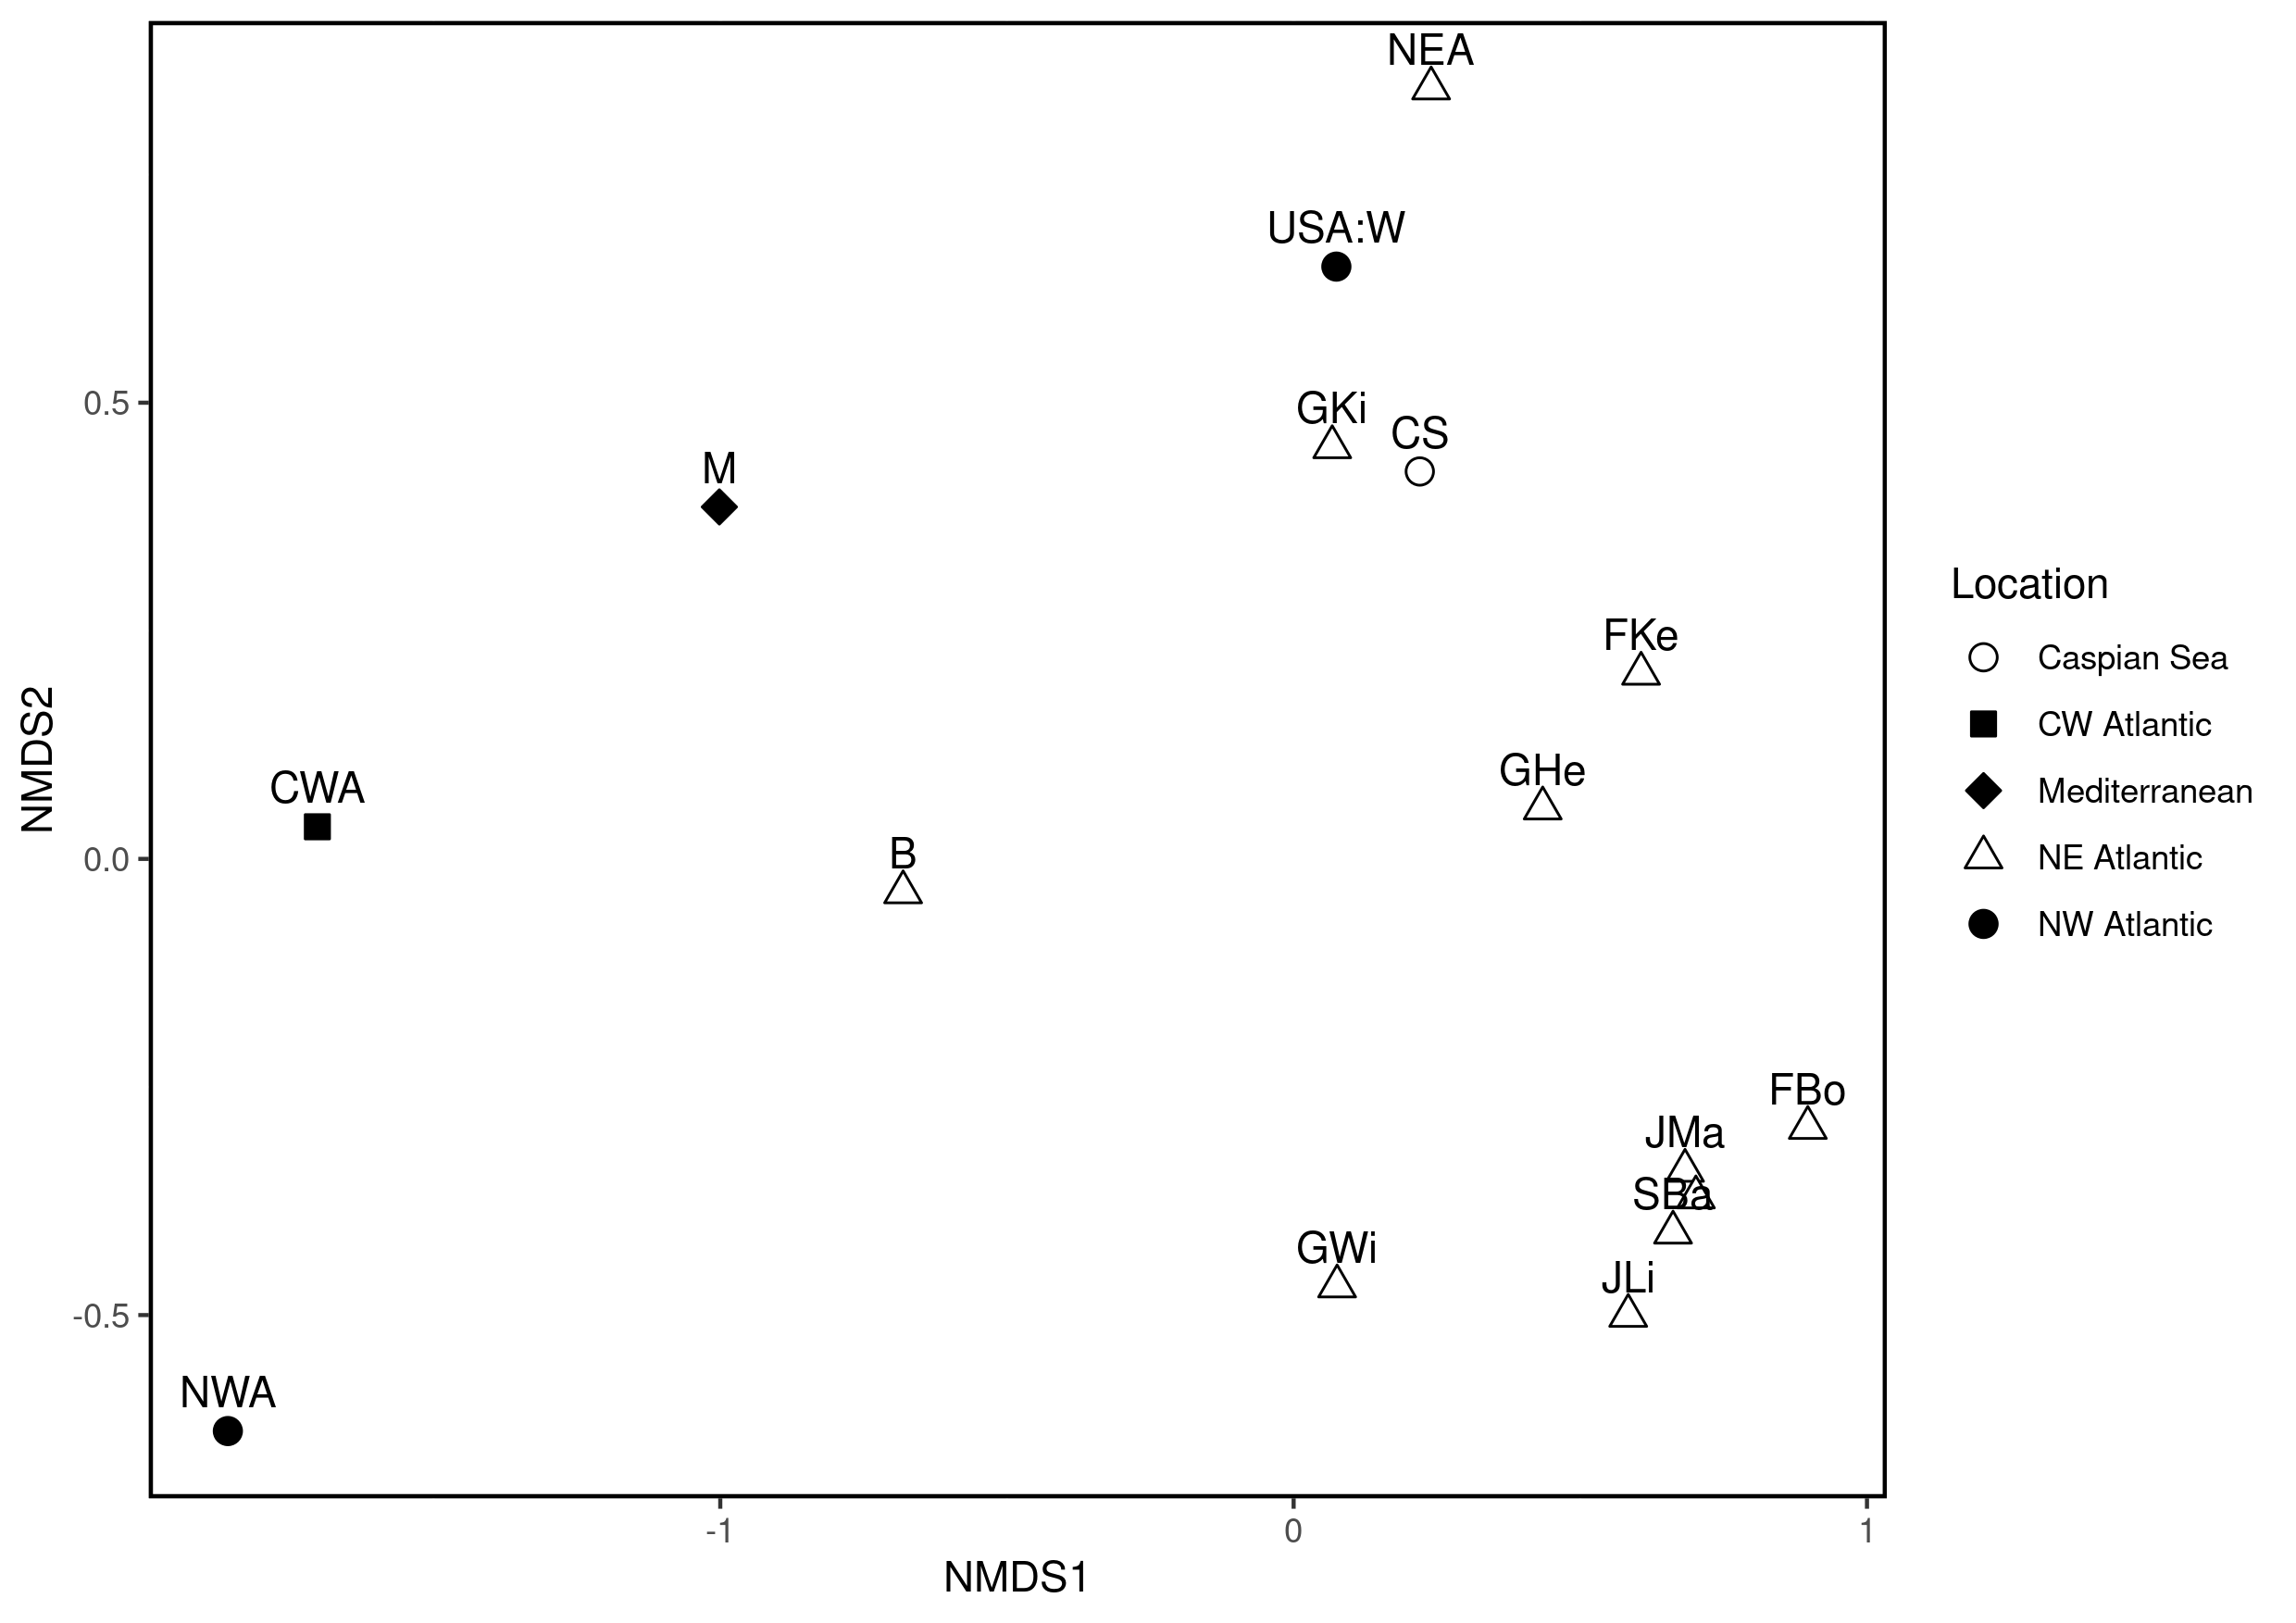 NEA
USA:W
GKi
CS
M
FKe
GHe
CWA
B
FBo
JMa
SBa
GWi
JLi
NWA
0.5
0.0
-0.5
-1
0
1
NMDS1
NMDS2
Location
Caspian Sea
CW Atlantic
Mediterranean
NE Atlantic
NW Atlantic